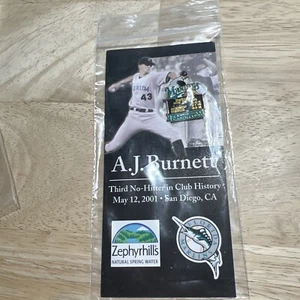 43
A.J. Burnett
Third No-Hitter in Club History
May 12, 2001 • San Diego, CA
Zephyrhills
NATURAL SPRING WATER